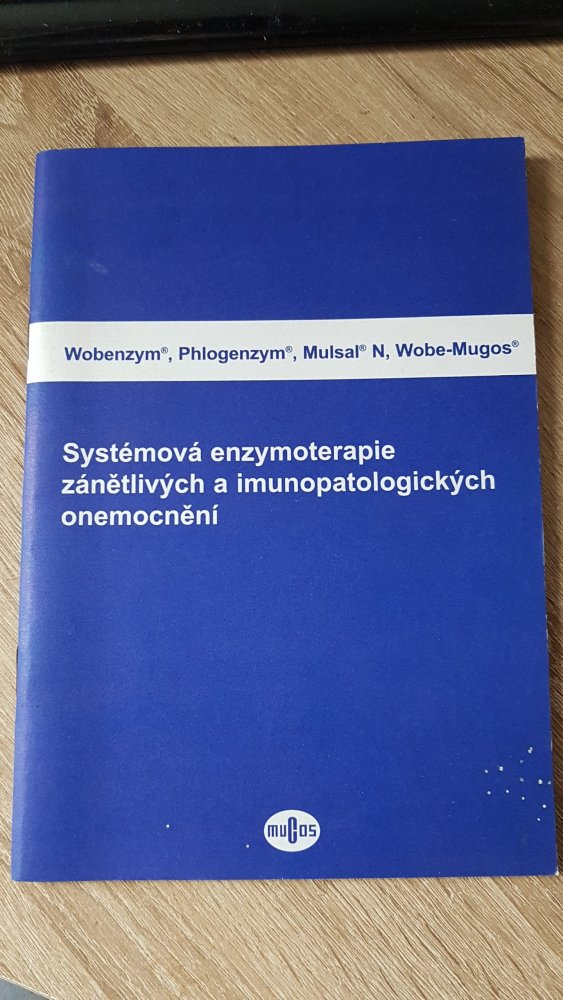 Wobenzym®, Phlogenzym®, Mulsal® N, Wobe-Mugos®
Systémová enzymoterapie
zánětlivých a imunopatologických
onemocnění
mucos